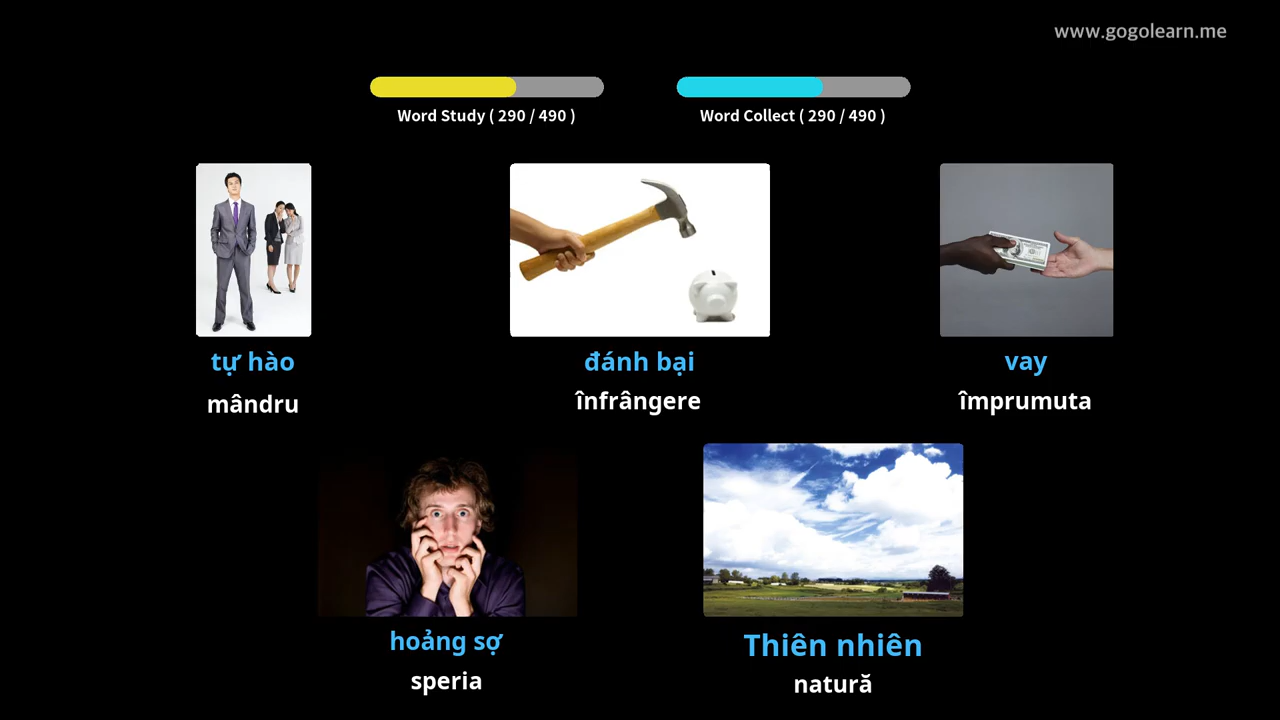 www.gogolearn.me
Word Study ( 290 / 490 )
Word Collect ( 290 / 490 )
tự hào
mândru
đánh bại
înfrângere
vay
împrumuta
hoảng sợ
speria
Thiên nhiên
natură